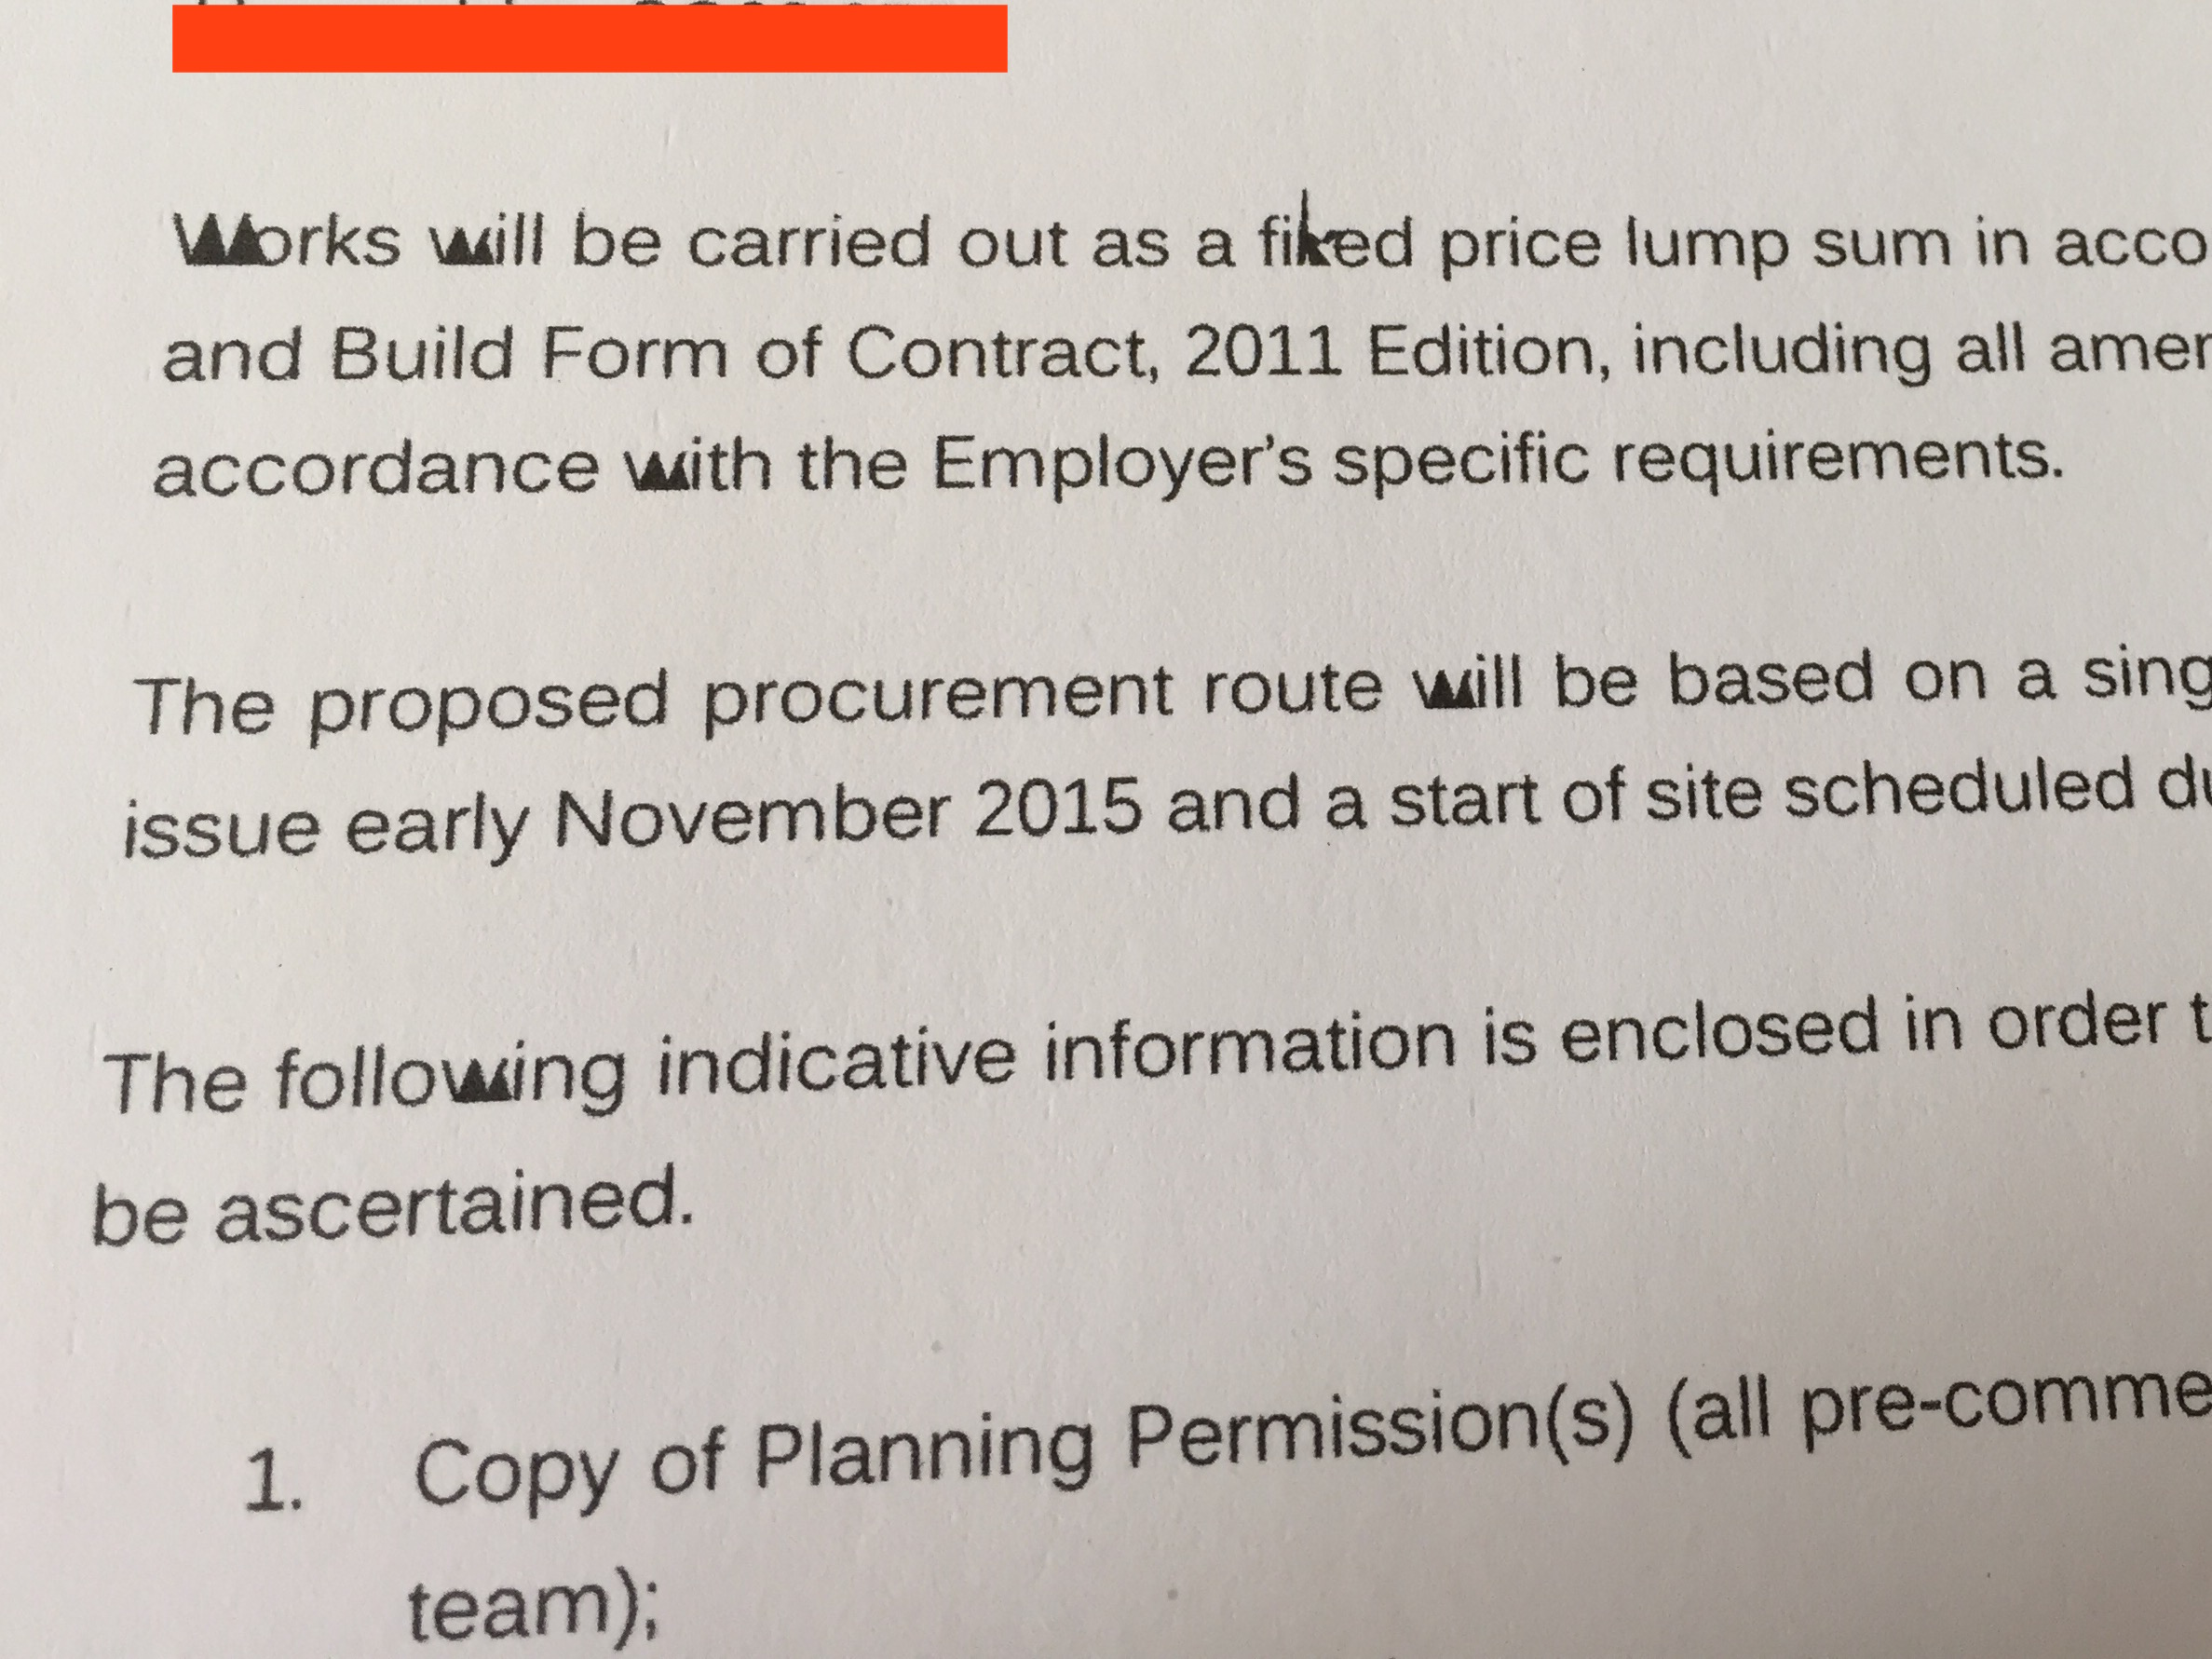 Works will be carried out as a fixed price lump sum in acco
and Build Form of Contract, 2011 Edition, including all amen
accordance with the Employer’s specific requirements.
The proposed procurement route will be based on a sing
issue early November 2015 and a start of site scheduled du
The following indicative information is enclosed in order t
be ascertained.
1. Copy of Planning Permission(s) (all pre-comme
team);